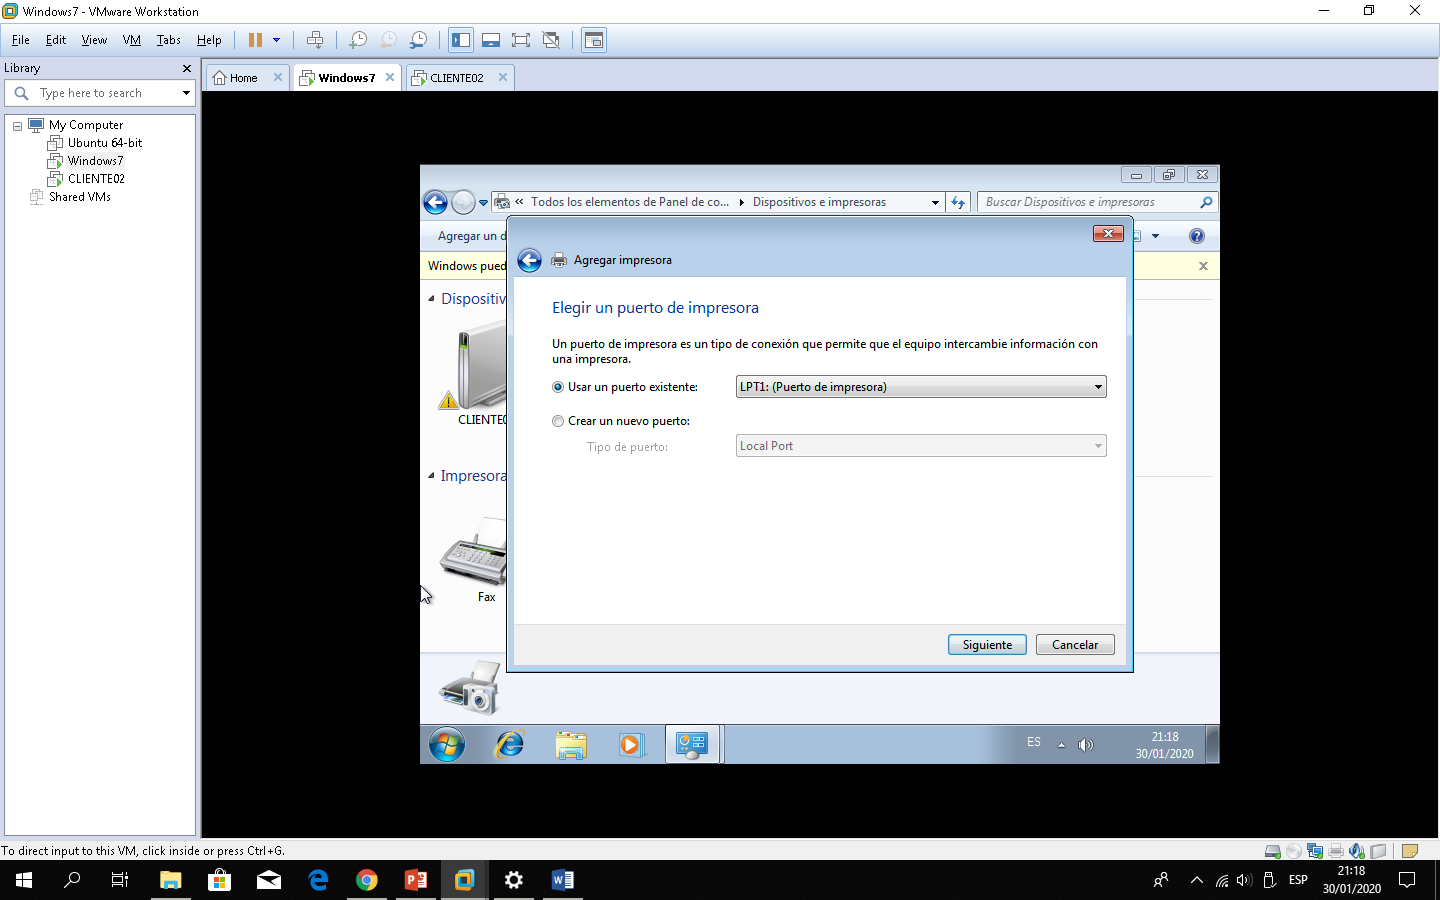 Windows7 - VMware Workstation
File Edit View VM Tabs Help
Library
Type here to search
My Computer
Ubuntu 64-bit
Windows7
CLIENTE02
Shared VMs
Home
Windows7
CLIENTE02
Todos los elementos de Panel de co...
Dispositivos e impresoras
Buscar Dispositivos e impresoras
Agregar un d
Windows pued
Dispositiv
CLIENTE0
Impresora
Fax
Agregar impresora
Elegir un puerto de impresora
Un puerto de impresora es un tipo de conexión que permite que el equipo intercambie información con
una impresora.
Usar un puerto existente:
LPT1: (Puerto de impresora)
Crear un nuevo puerto:
Tipo de puerto:
Local Port
Siguiente
Cancelar
ES
21:18
30/01/2020
To direct input to this VM, click inside or press Ctrl+G.
ESP
21:18
30/01/2020